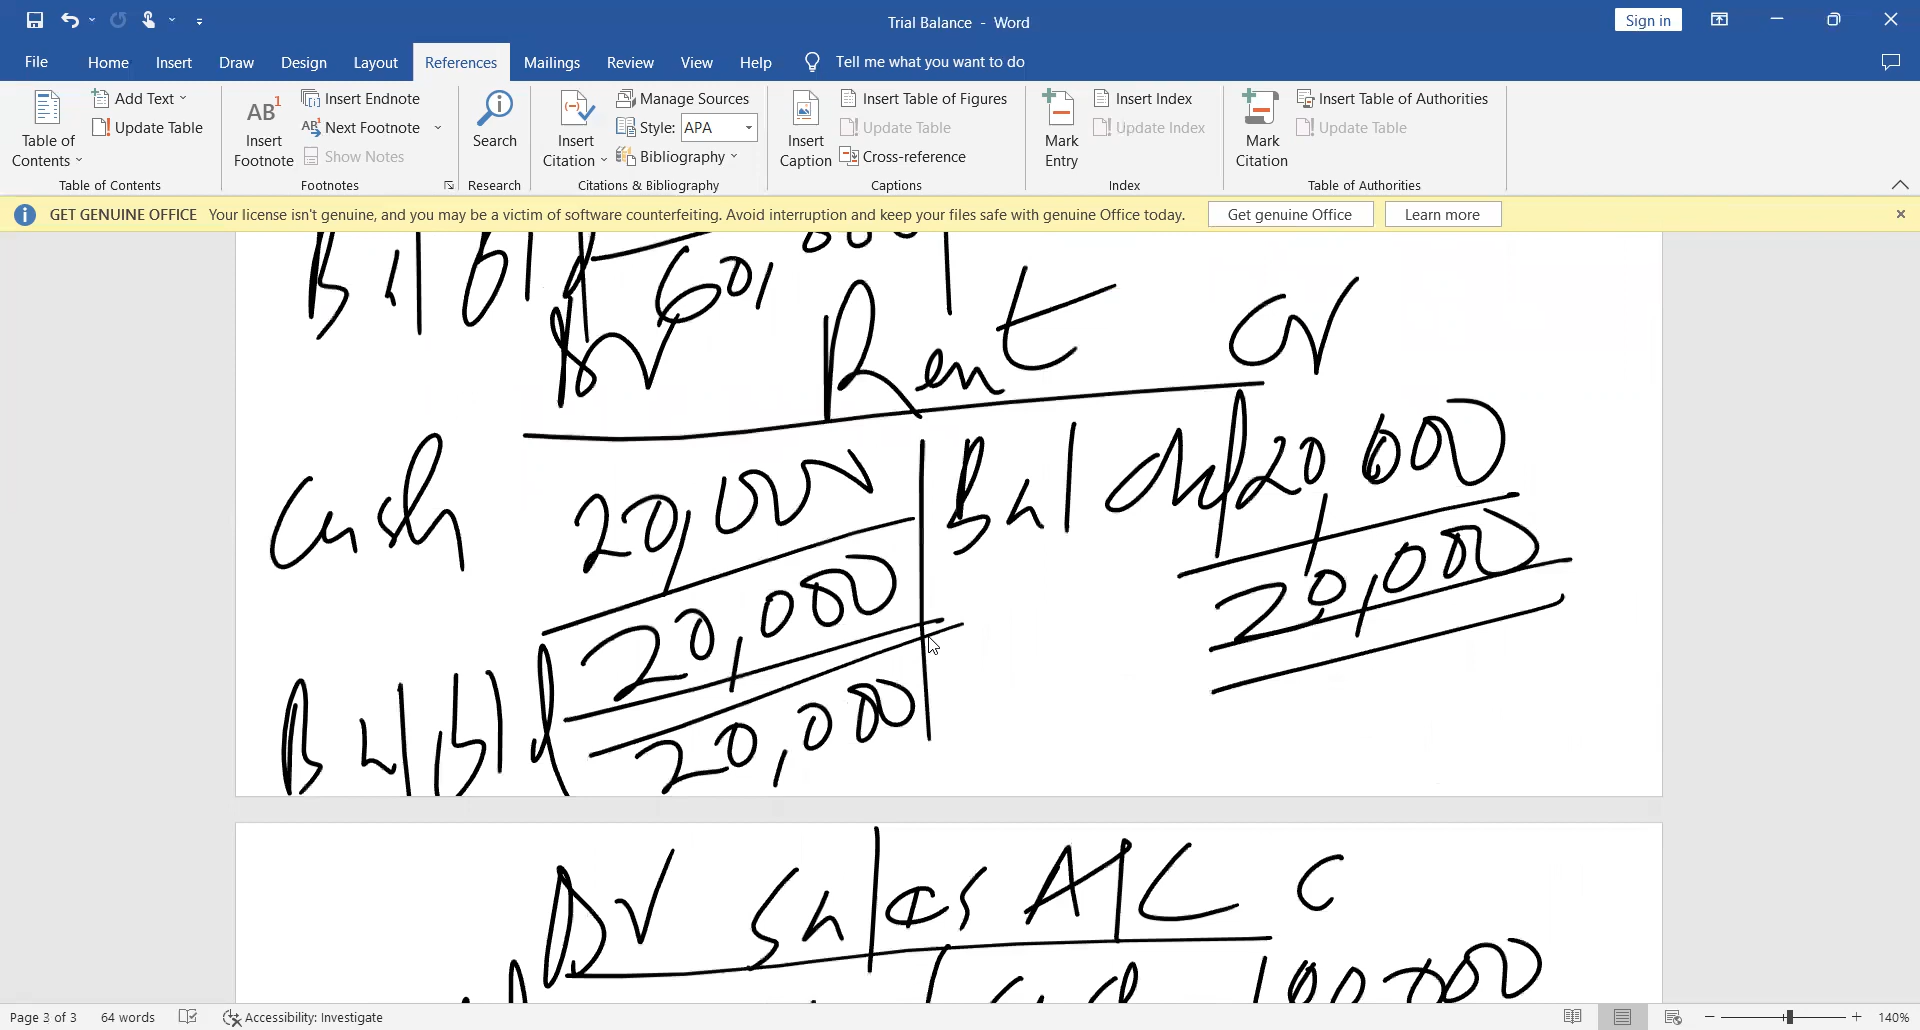 Trial Balance - Word
Sign in
File Home Insert Draw Design Layout References Mailings Review View Help Tell me what you want to do
Table of Contents
Add Text
Update Table
Table of Contents
AB1 Insert Footnote
Insert Endnote
Next Footnote
Show Notes
Footnotes
Search
Research
Insert Citation
Manage Sources
Style: APA
Bibliography
Citations & Bibliography
Insert Caption
Insert Table of Figures
Update Table
Cross-reference
Captions
Mark Entry
Insert Index
Update Index
Index
Mark Citation
Insert Table of Authorities
Update Table
Table of Authorities
GET GENUINE OFFICE Your license isn't genuine, and you may be a victim of software counterfeiting. Avoid interruption and keep your files safe with genuine Office today. Get genuine Office Learn more
Bal b/d 60,000
Dr Rent Cr
Cash 20,000 Bal c/d 20,000
20,000 20,000
Bal b/d 20,000
Dr Sales A/C C
100,000
Page 3 of 3 64 words Accessibility: Investigate 140%